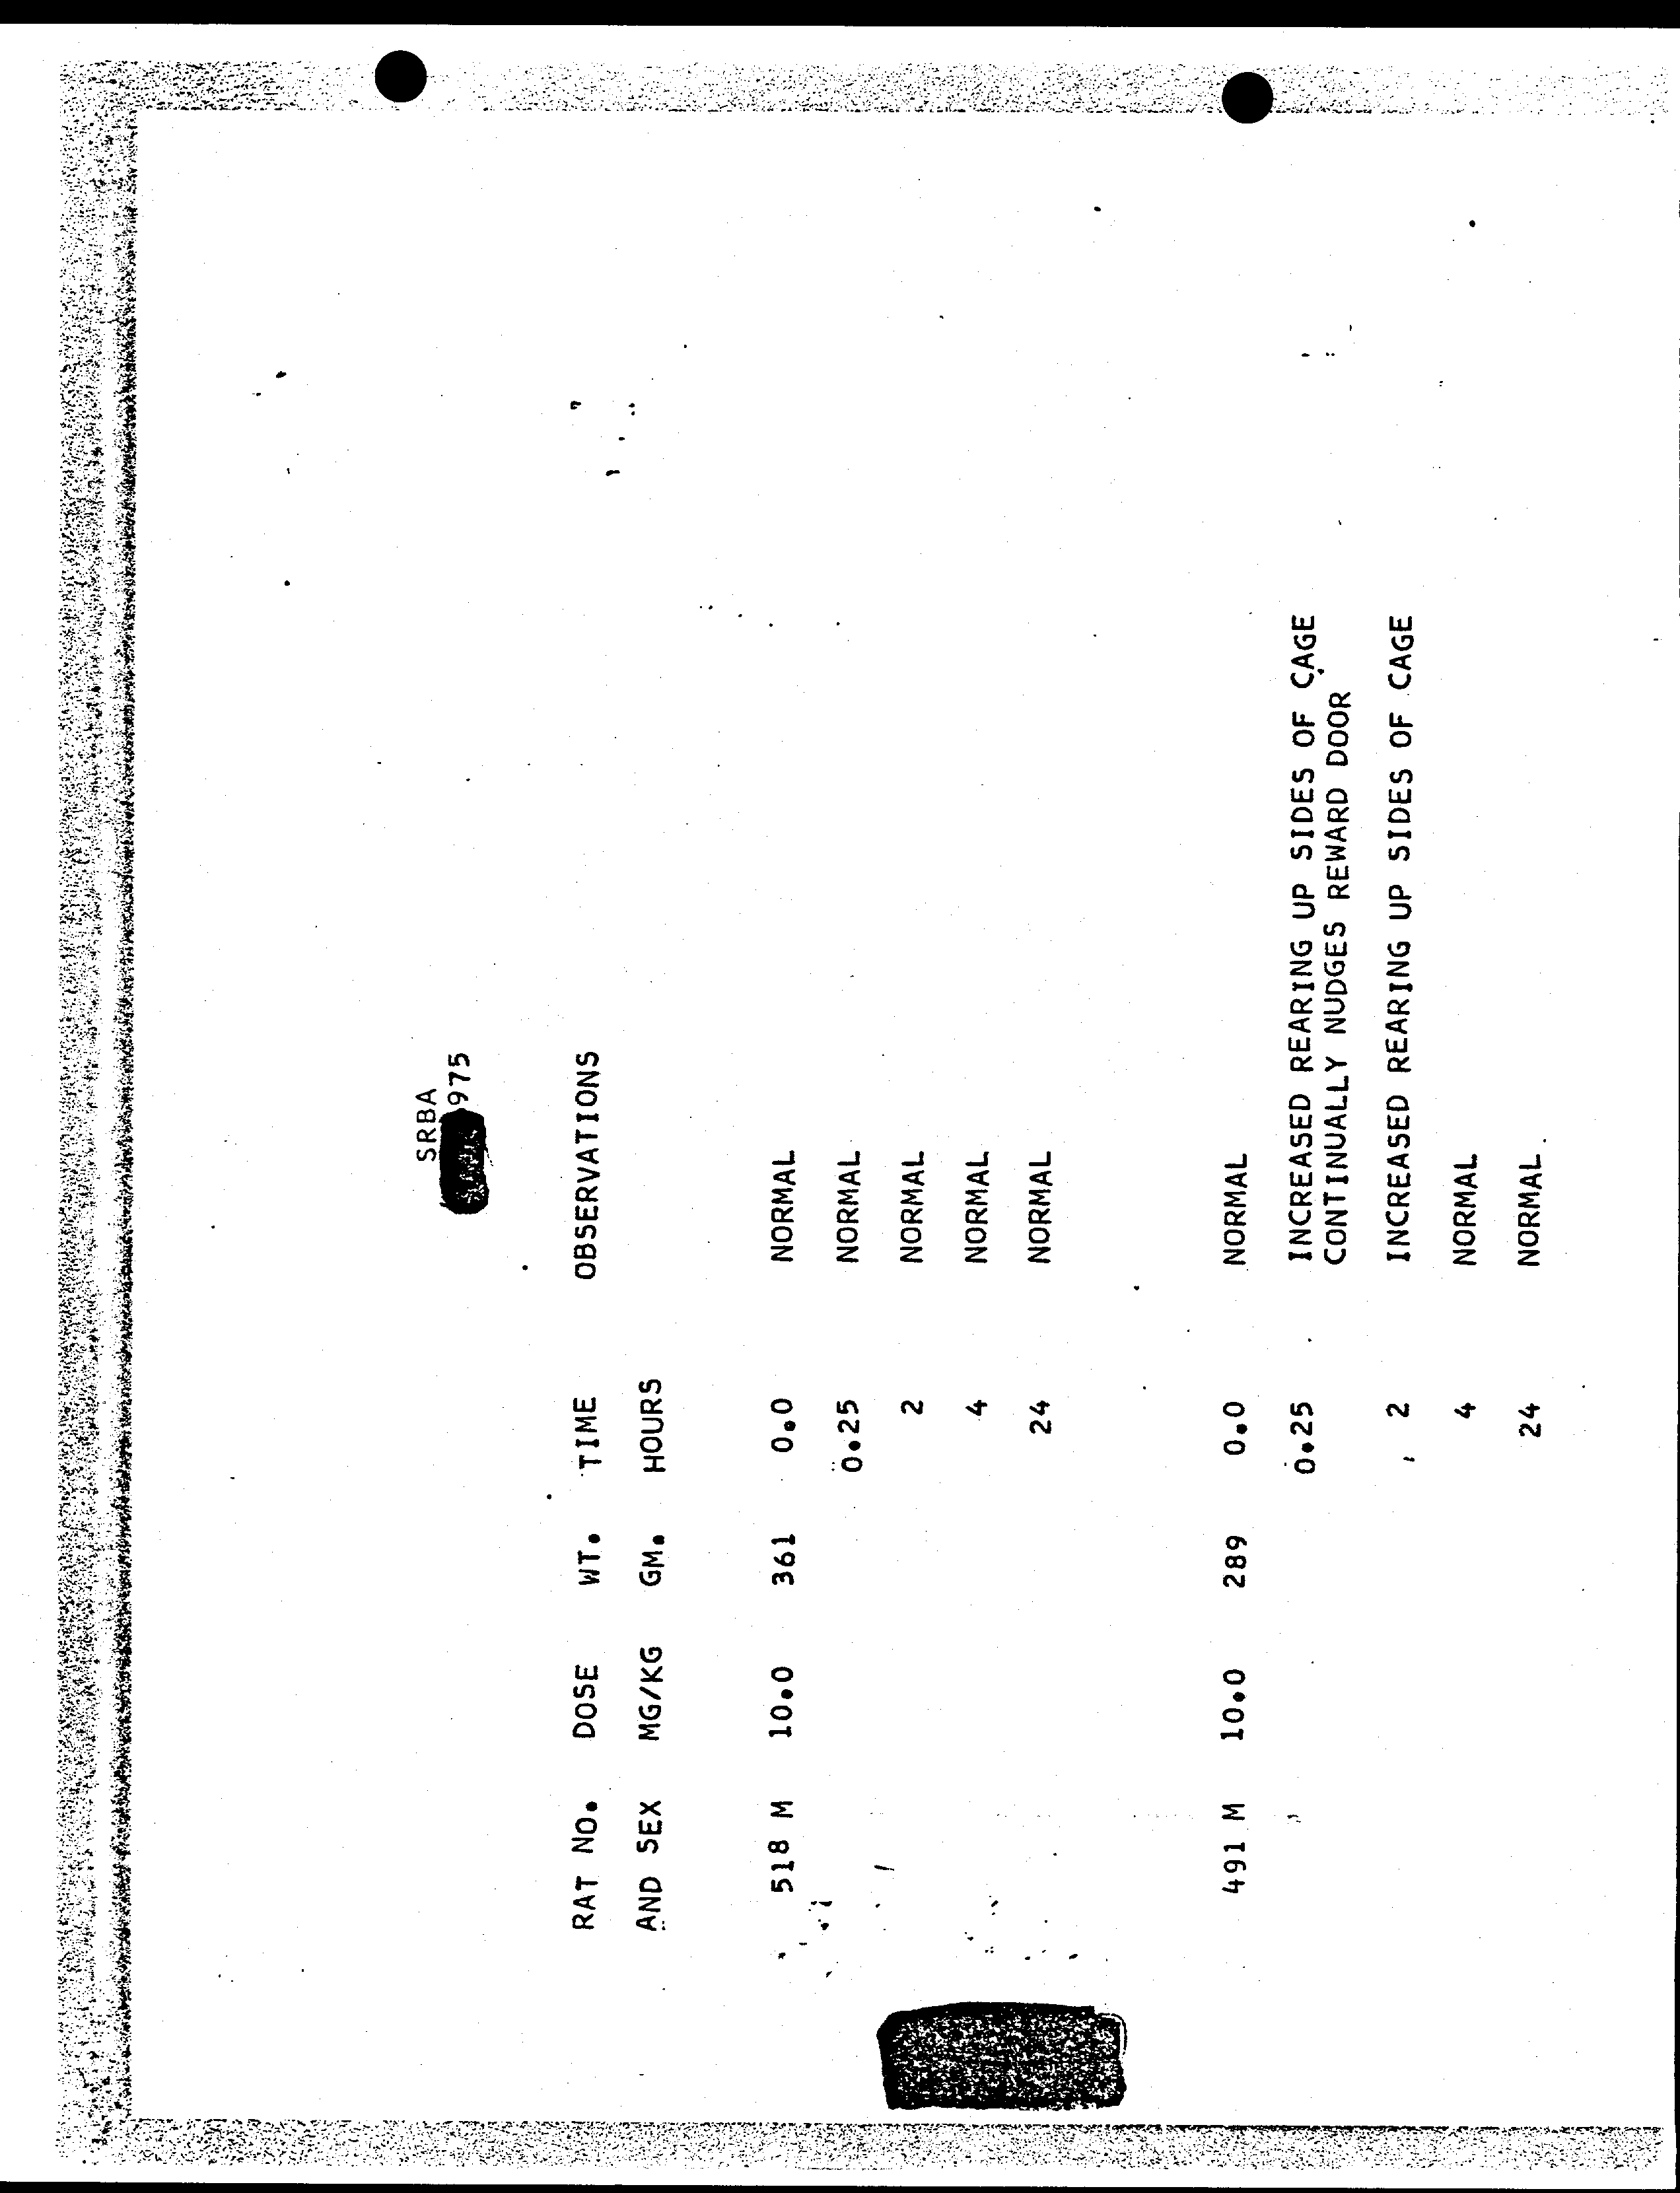 SRBA
975
RAT NO. DOSE WT. TIME OBSERVATIONS
AND SEX MG/KG GM. HOURS
518 M 10.0 361 0.0 NORMAL
0.25 NORMAL
2 NORMAL
4 NORMAL
24 NORMAL
491 M 10.0 289 0.0 NORMAL
0.25 INCREASED REARING UP SIDES OF CAGE
CONTINUALLY NUDGES REWARD DOOR
2 INCREASED REARING UP SIDES OF CAGE
4 NORMAL
24 NORMAL